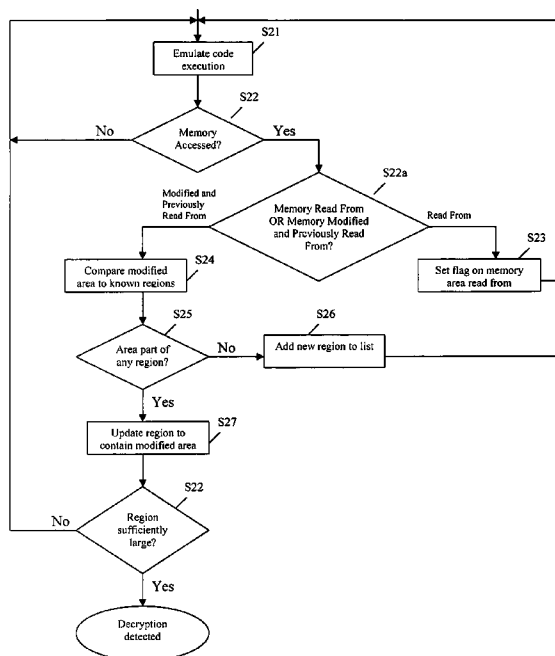 S21
Emulate code
execution
S22
No
Memory
Accessed?
Yes
S22a
Modified and
Previously
Read From
Memory Read From
OR Memory Modified
and Previously Read
From?
Read From
S24
S23
Compare modified
area to known regions
Set flag on memory
area read from
S25
S26
Area part of
any region?
No
Add new region to list
Yes
S27
Update region to
contain modified area
S22
No
Region
sufficiently
large?
Yes
Decryption
detected